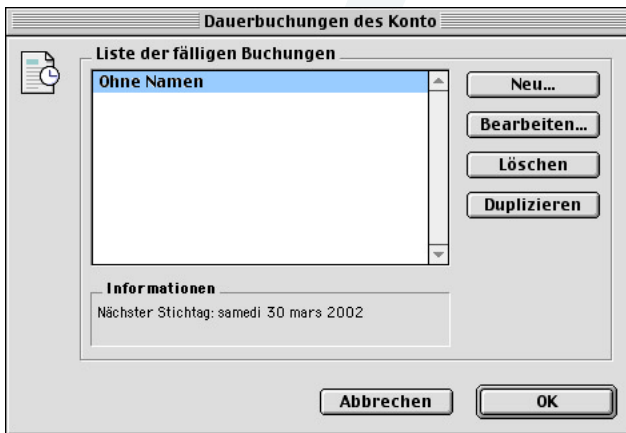 Dauerbuchungen des Konto
Liste der fälligen Buchungen
Ohne Namen
Neu...
Bearbeiten...
Löschen
Duplizieren
Informationen
Nächster Stichtag: samedi 30 mars 2002
Abbrechen
OK